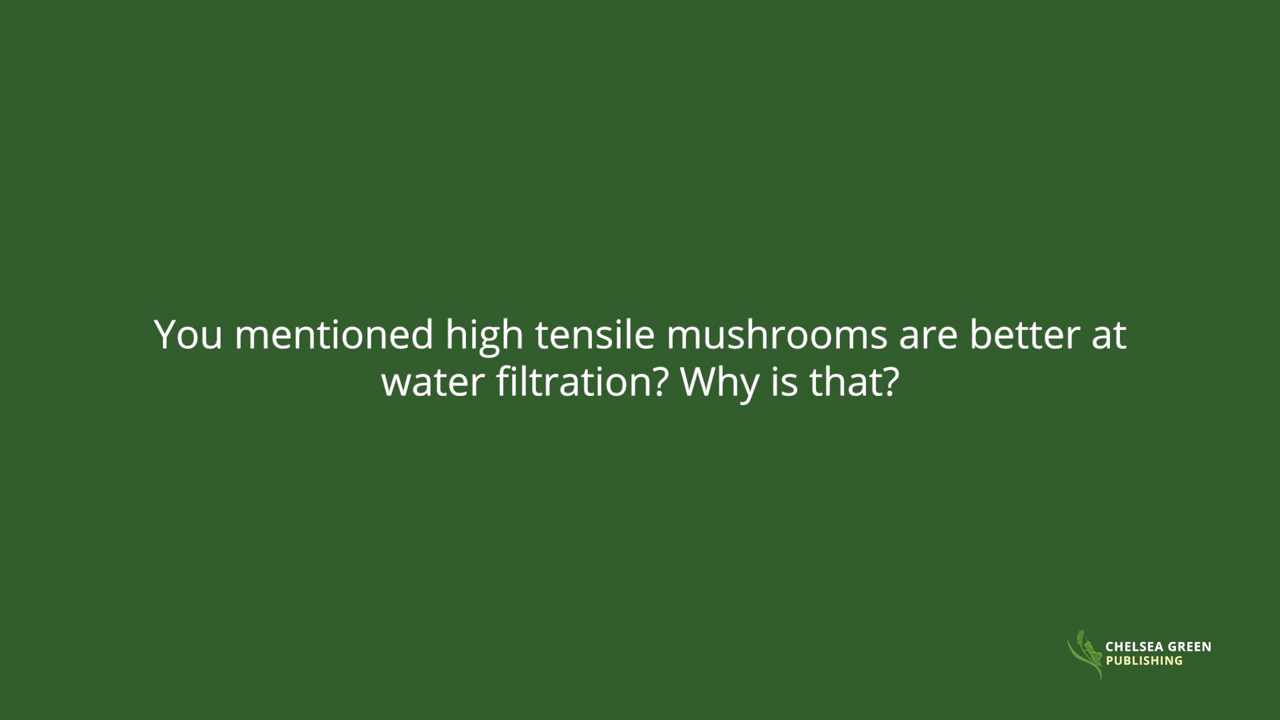 You mentioned high tensile mushrooms are better at
water filtration? Why is that?
CHELSEA GREEN
PUBLISHING